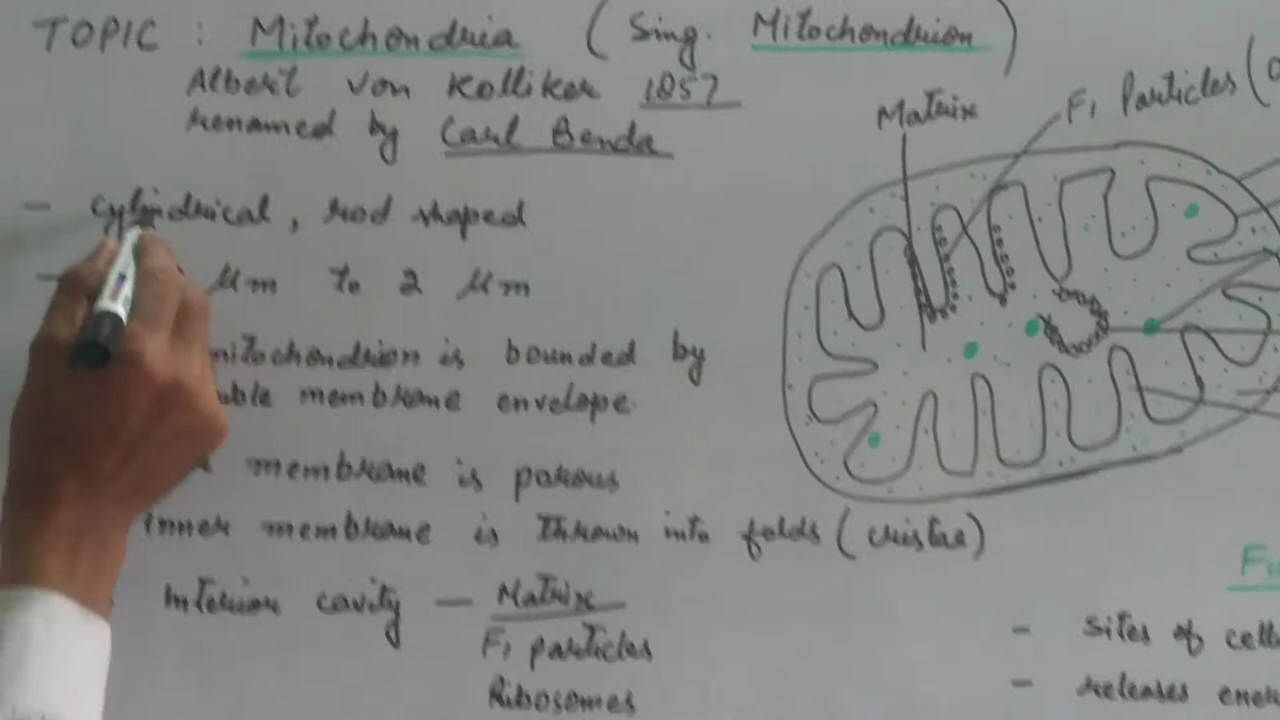 TOPIC : Mitochondria (Sing. Mitochondrion)
Albert von Kolliker 1857
renamed by Carl Benda
- cylindrical, rod shaped
- μm to 2 μm
mitochondrion is bounded by
membrane envelope.
membrane is porous
inner membrane is thrown into folds (cristae)
interior cavity — Matrix
F1 particles
Ribosomes
Matrix
F1 Particles (
- sites of
- releases